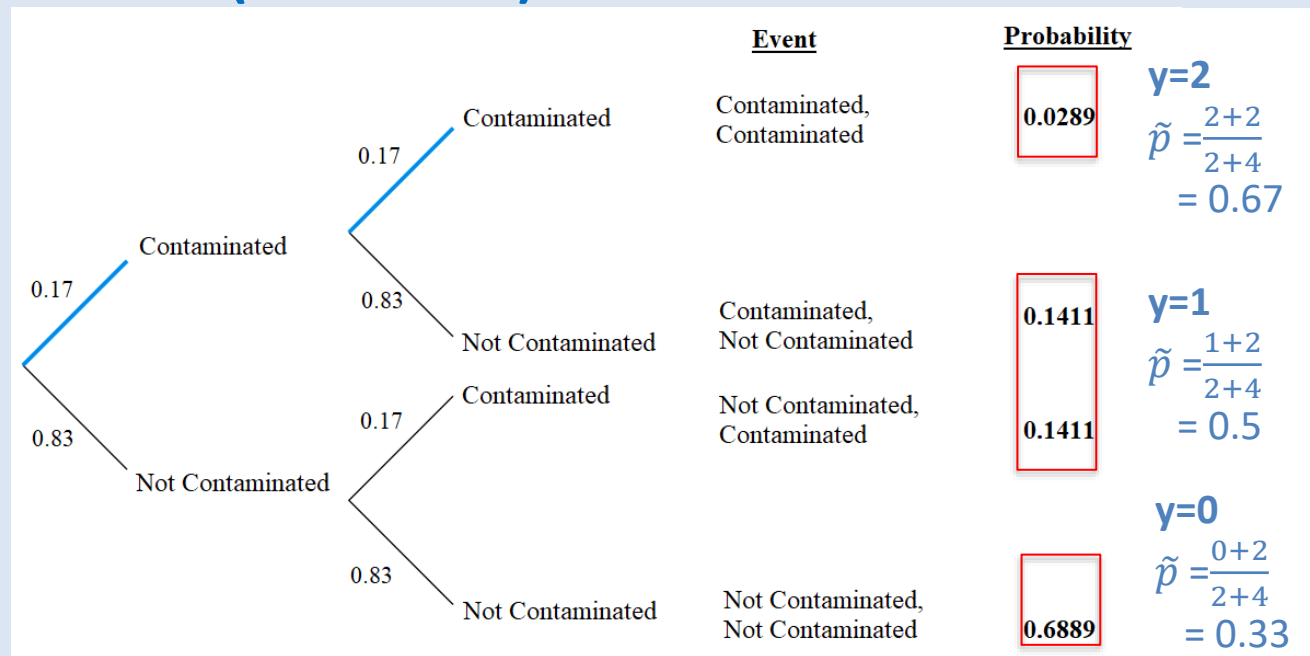 Event
Probability
Contaminated
0.17
Contaminated,
Contaminated
0.0289
y=2
p̃ = 2+2 / 2+4
= 0.67
Contaminated
0.17
0.83
Not Contaminated
Contaminated,
Not Contaminated
0.1411
y=1
p̃ = 1+2 / 2+4
= 0.5
Contaminated
0.17
Not Contaminated,
Contaminated
0.1411
0.83
Not Contaminated
0.83
Not Contaminated
Not Contaminated,
Not Contaminated
0.6889
y=0
p̃ = 0+2 / 2+4
= 0.33